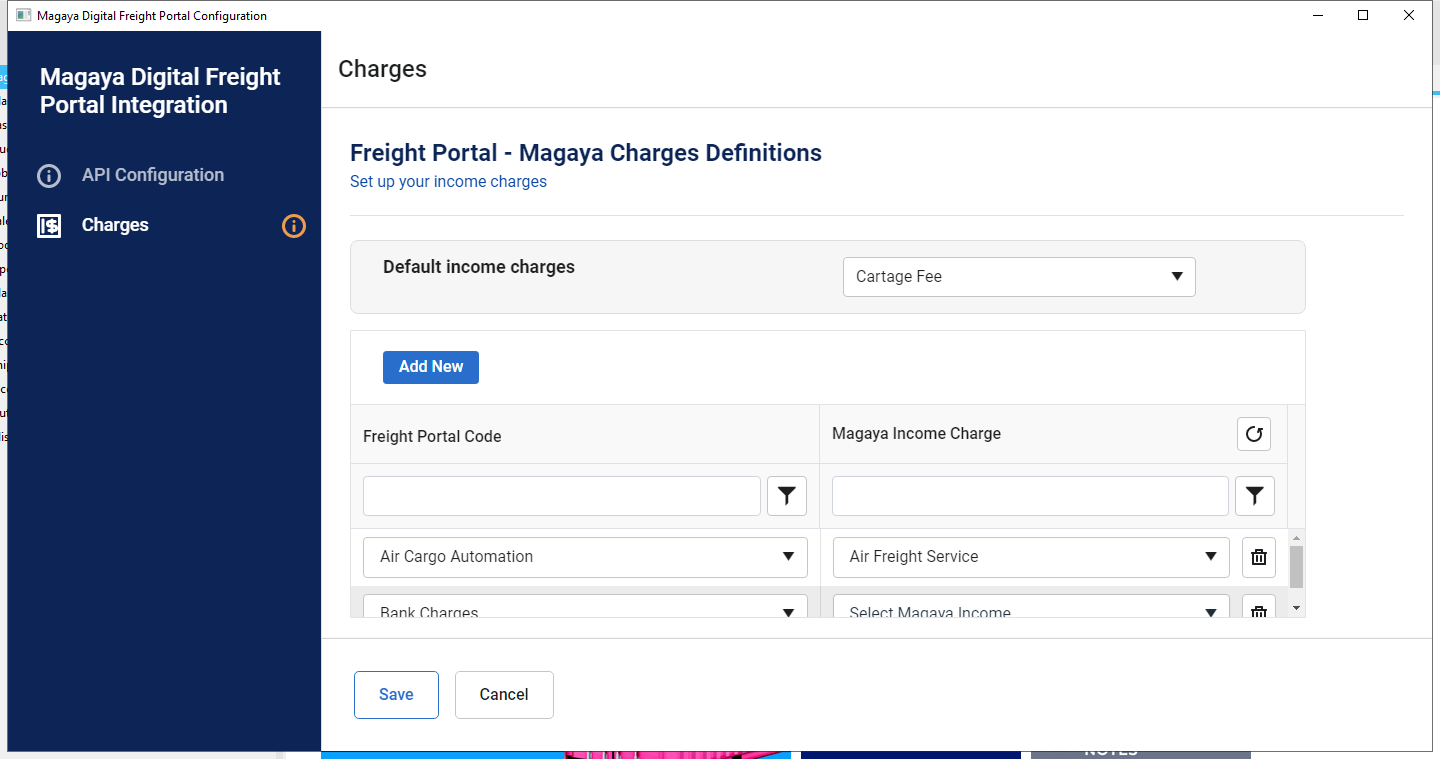 Magaya Digital Freight Portal Configuration
Magaya Digital Freight
Portal Integration
API Configuration
Charges
Charges
Freight Portal - Magaya Charges Definitions
Set up your income charges
Default income charges
Cartage Fee
Add New
Freight Portal Code
Magaya Income Charge
Air Cargo Automation
Air Freight Service
Bank Charges
Select Magaya Income
Save
Cancel
NOTES